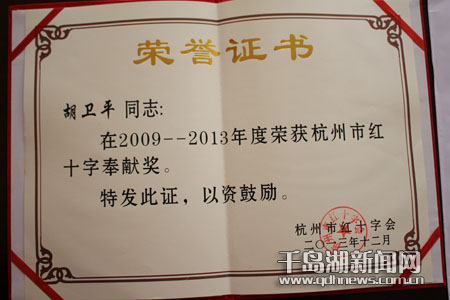 荣誉证书
胡卫平 同志:
在2009--2013年度荣获杭州市红
十字奉献奖。
特发此证，以资鼓励。
杭州市红十字会
二〇一三年十二月
千岛湖新闻网
www.qdhnews.com.cn